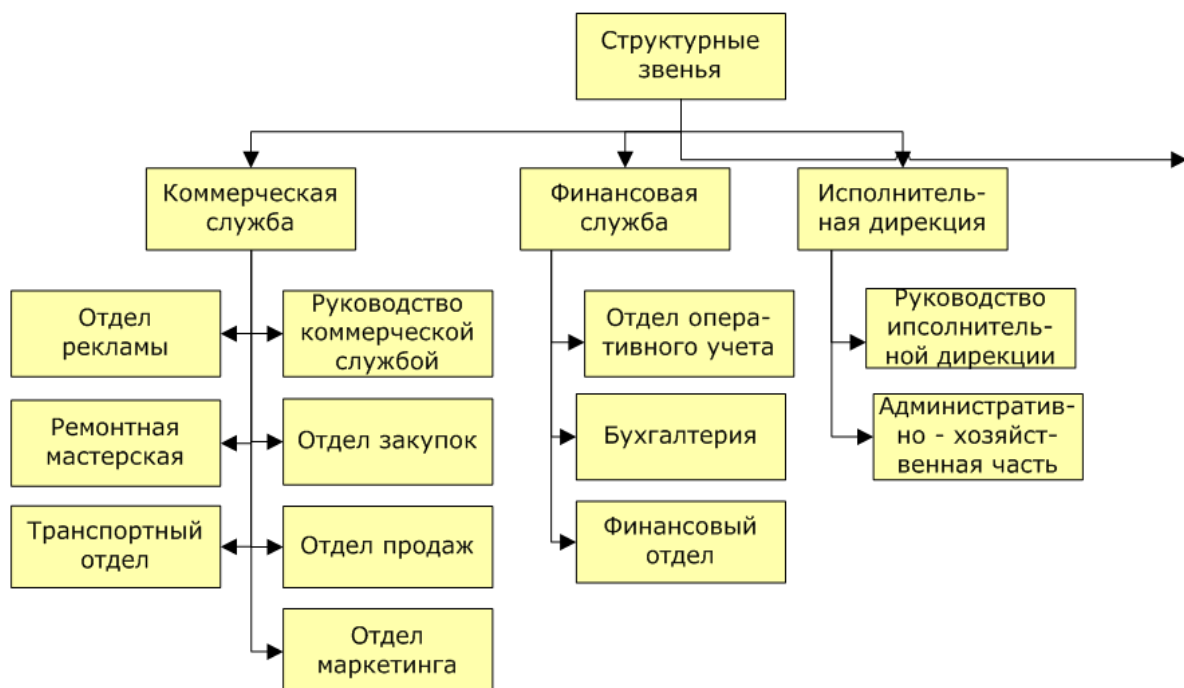 Структурные
звенья
Коммерческая
служба
Финансовая
служба
Исполнитель-
ная дирекция
Отдел
рекламы
Руководство
коммерческой
службой
Отдел опера-
тивного учета
Руководство
ипсолнитель-
ной дирекции
Ремонтная
мастерская
Отдел закупок
Бухгалтерия
Административ-
но - хозяйст-
венная часть
Транспортный
отдел
Отдел продаж
Финансовый
отдел
Отдел
маркетинга